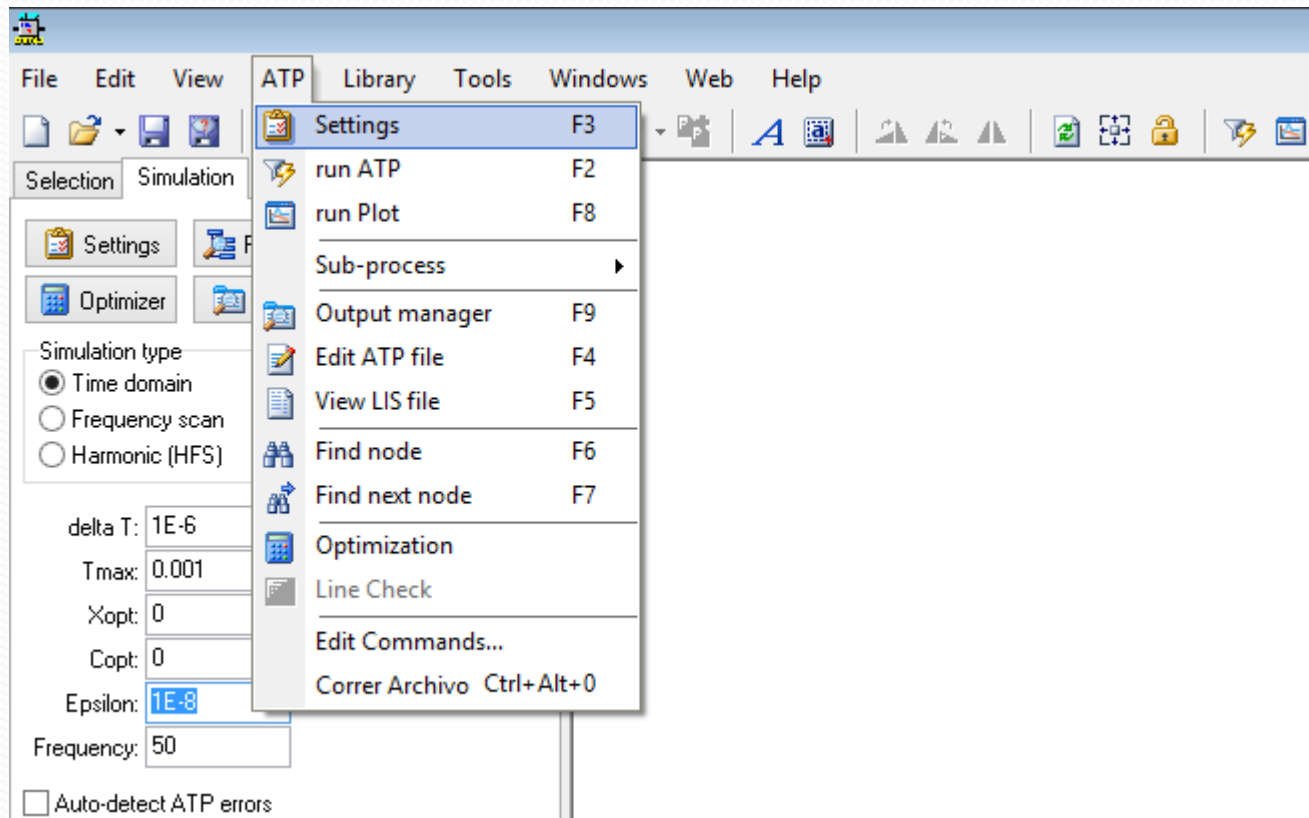 File Edit View ATP Library Tools Windows Web Help
Settings F3
run ATP F2
run Plot F8
Sub-process
Output manager F9
Edit ATP file F4
View LIS file F5
Find node F6
Find next node F7
Optimization
Line Check
Edit Commands...
Correr Archivo Ctrl+Alt+0
Selection Simulation
Settings
Optimizer
Simulation type
Time domain
Frequency scan
Harmonic (HFS)
delta T: 1E-6
Tmax: 0.001
Xopt: 0
Copt: 0
Epsilon: 1E-8
Frequency: 50
Auto-detect ATP errors